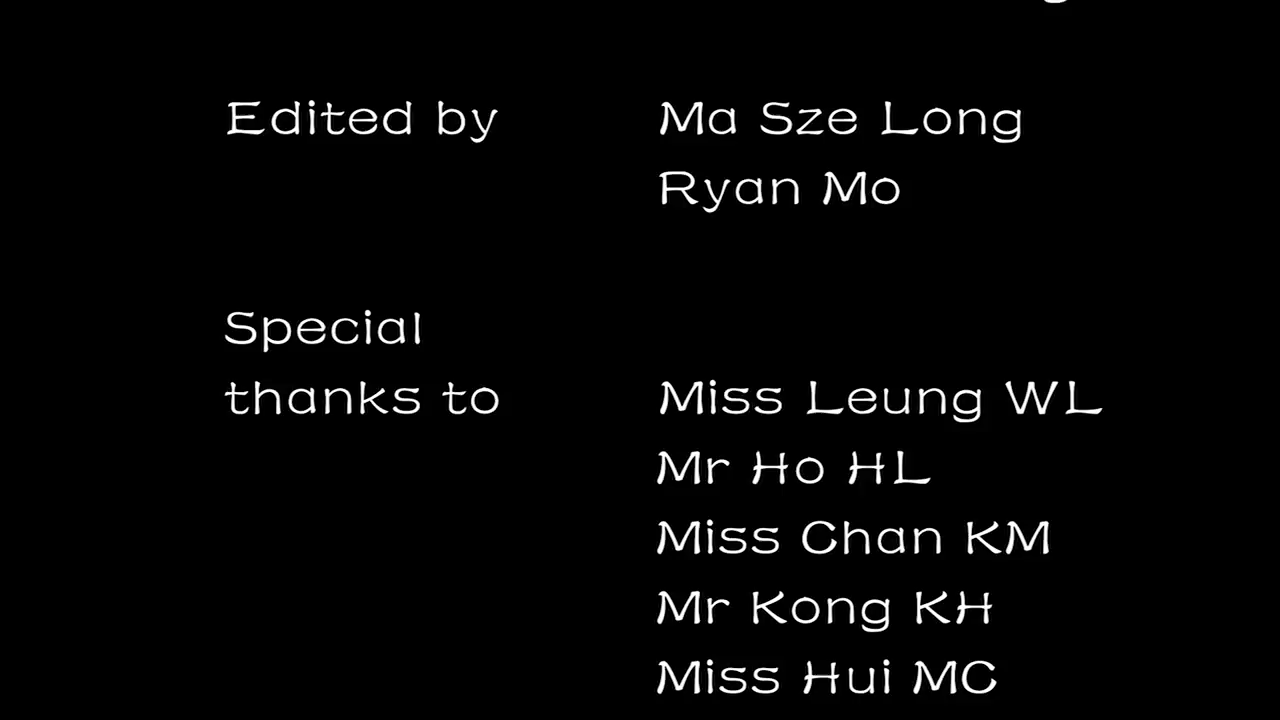 Edited by Ma Sze Long
Ryan Mo
Special
thanks to Miss Leung WL
Mr Ho HL
Miss Chan KM
Mr Kong KH
Miss Hui MC